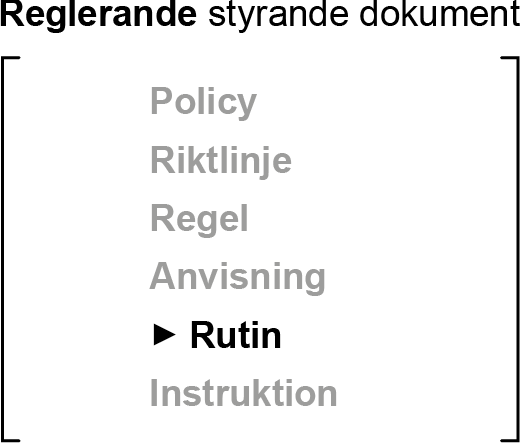 Reglerande styrande dokument
Policy
Riktlinje
Regel
Anvisning
► Rutin
Instruktion